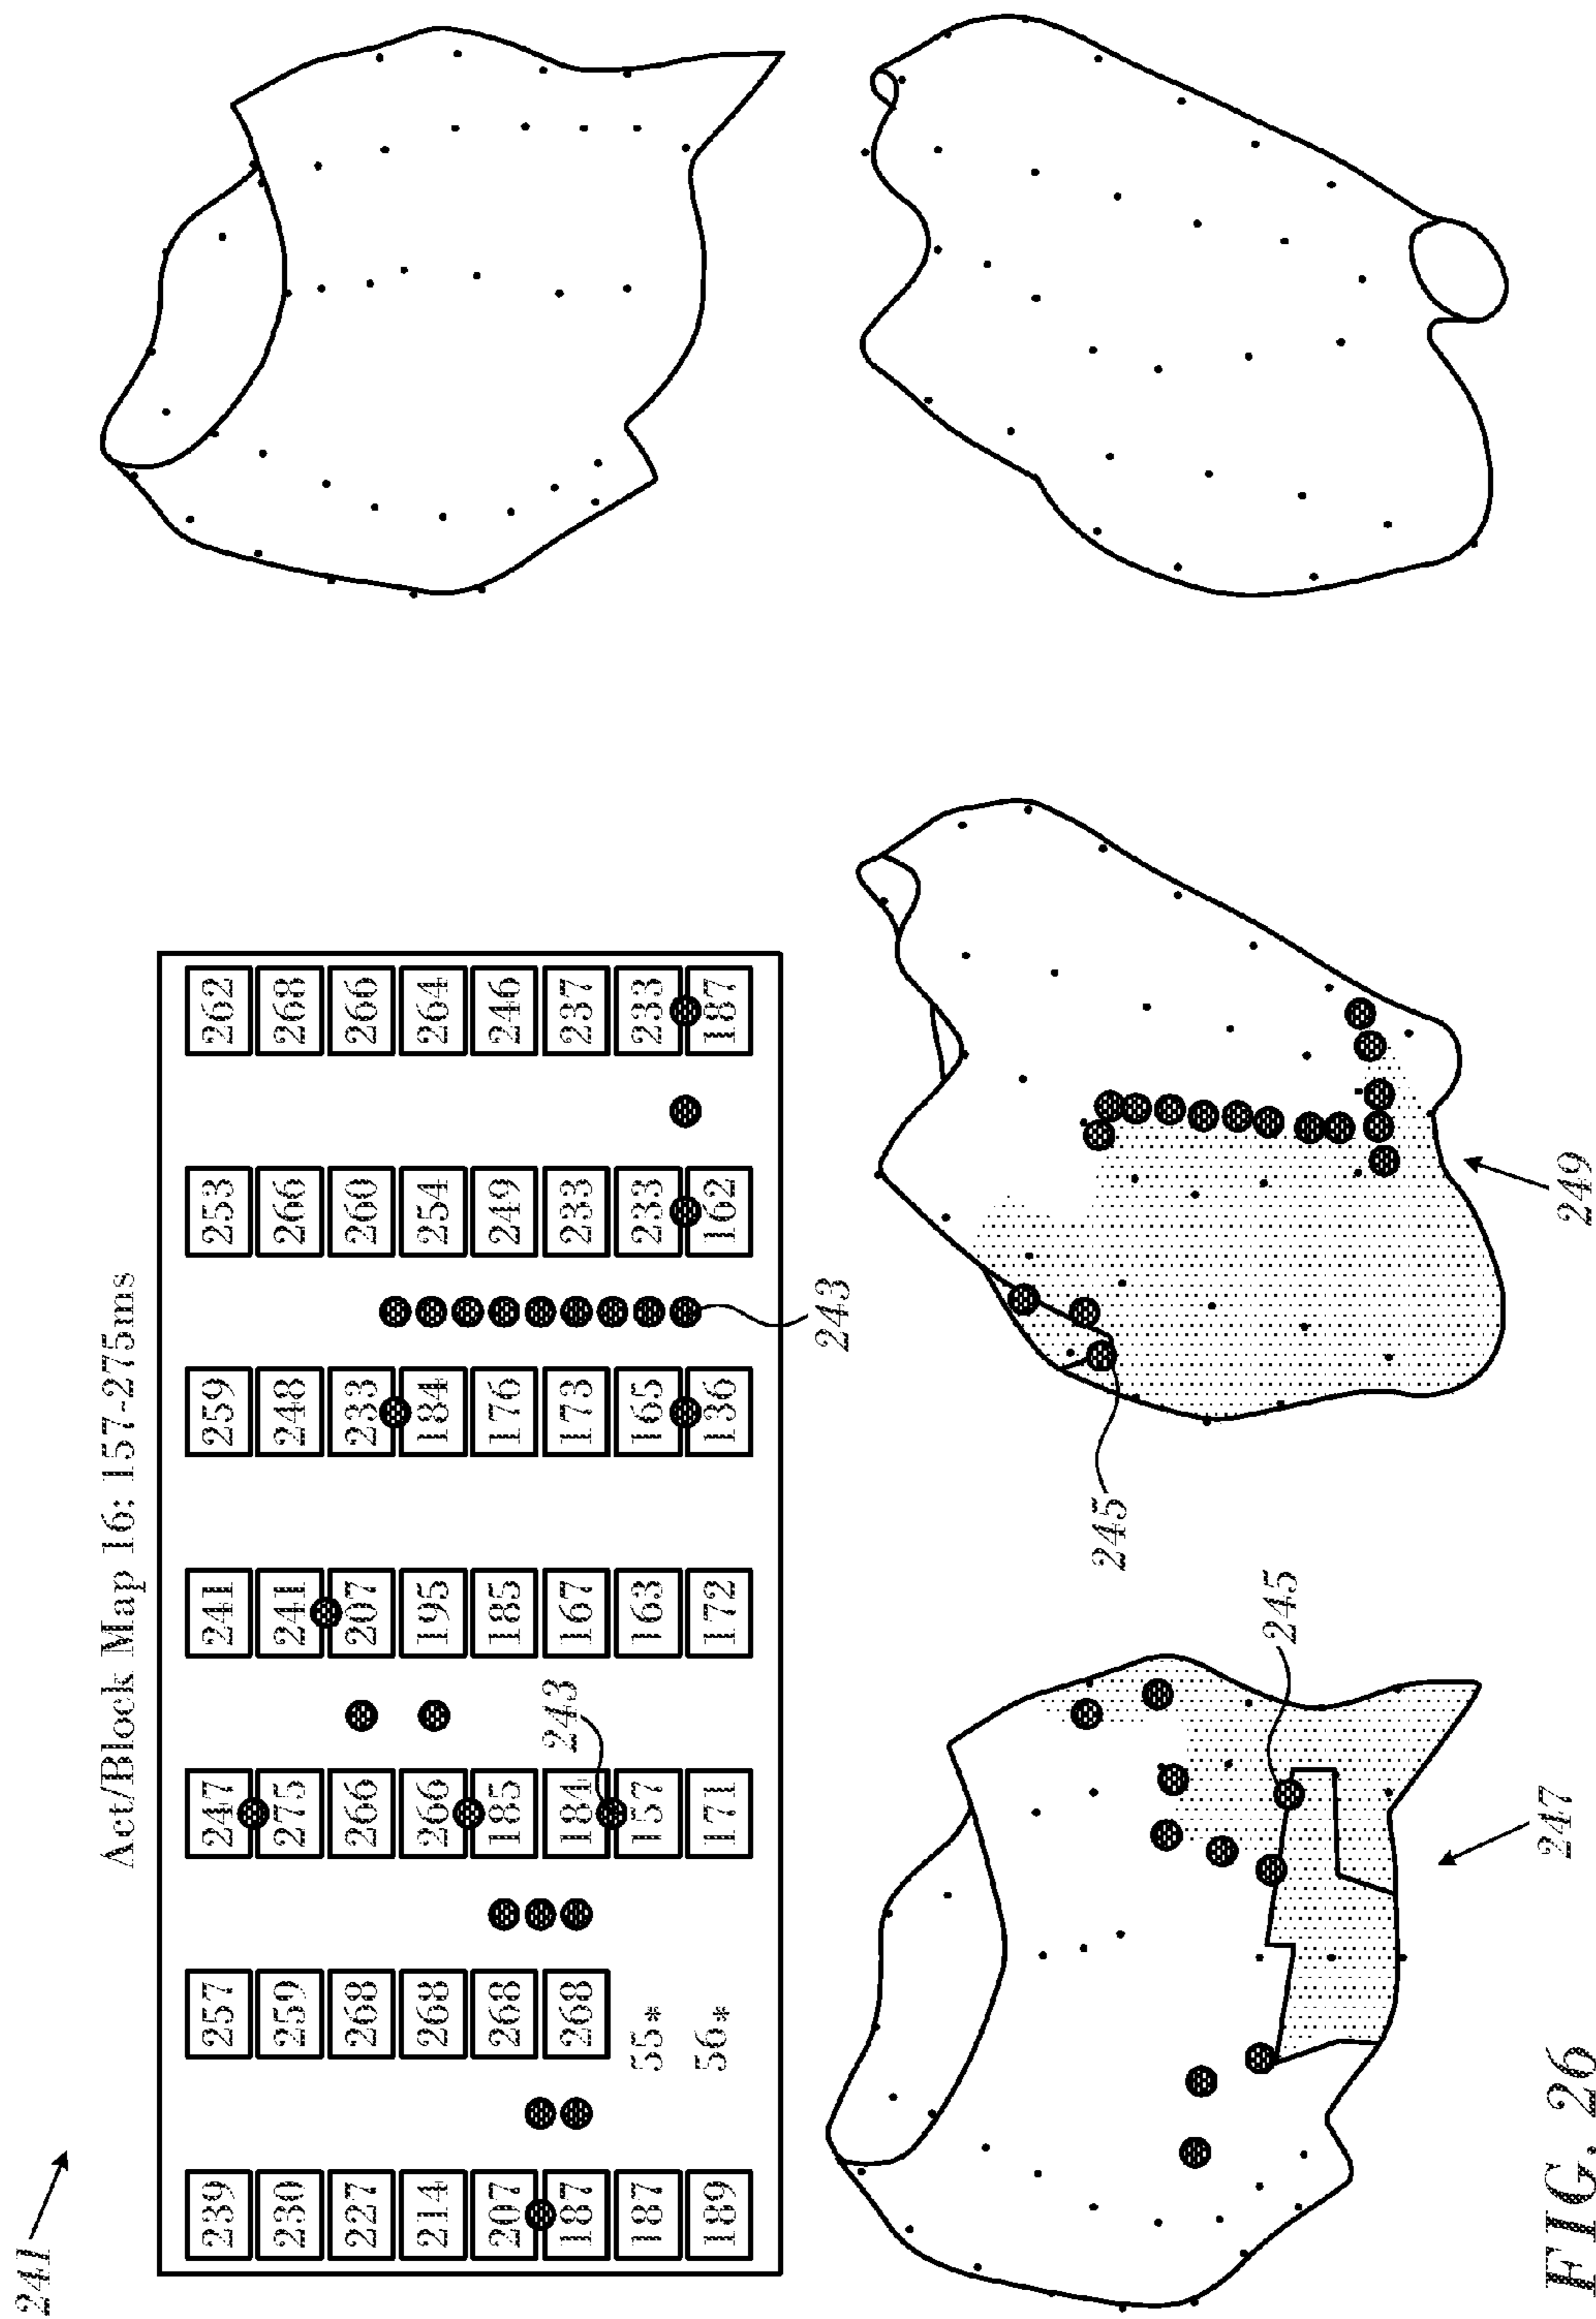 241
Act/Block Map 16: 157-275ms
239 257 247 241 259 253 262
230 259 275 241 248 266 268
227 268 266 207 233 260 266
214 268 266 195 184 254 264
207 268 185 185 176 249 246
243
187 268 184 167 173 233 237
187 55* 157 163 165 233 233
189 56* 171 172 136 162 187
243
245
245
247
249
FIG. 26